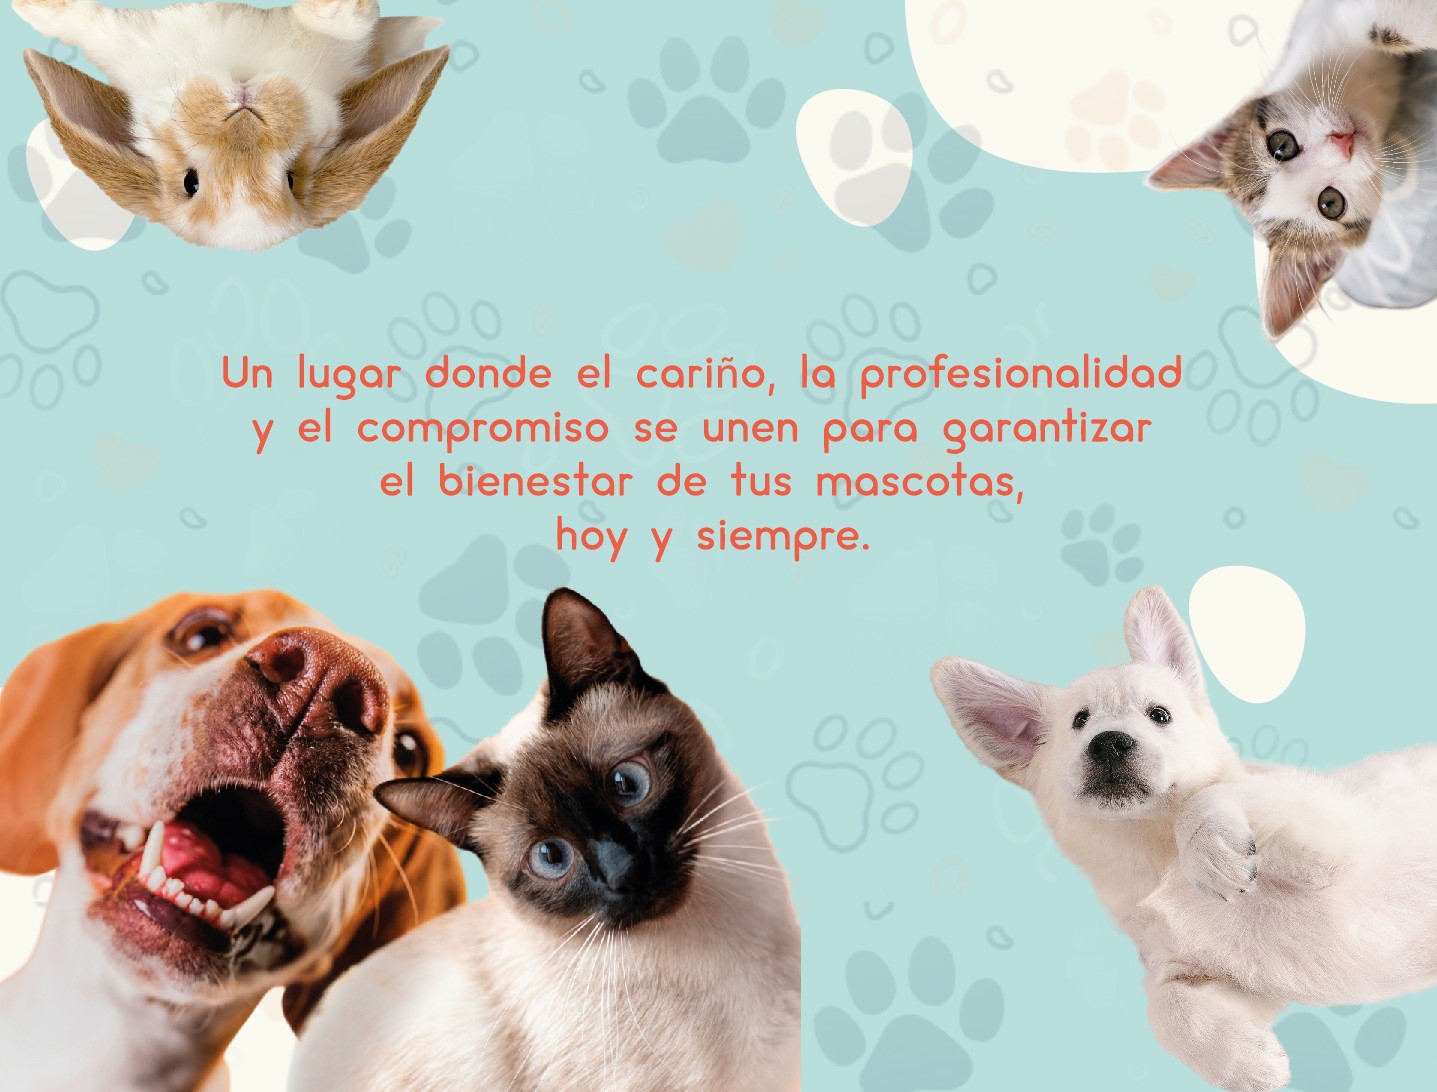 Un lugar donde el cariño, la profesionalidad
y el compromiso se unen para garantizar
el bienestar de tus mascotas,
hoy y siempre.